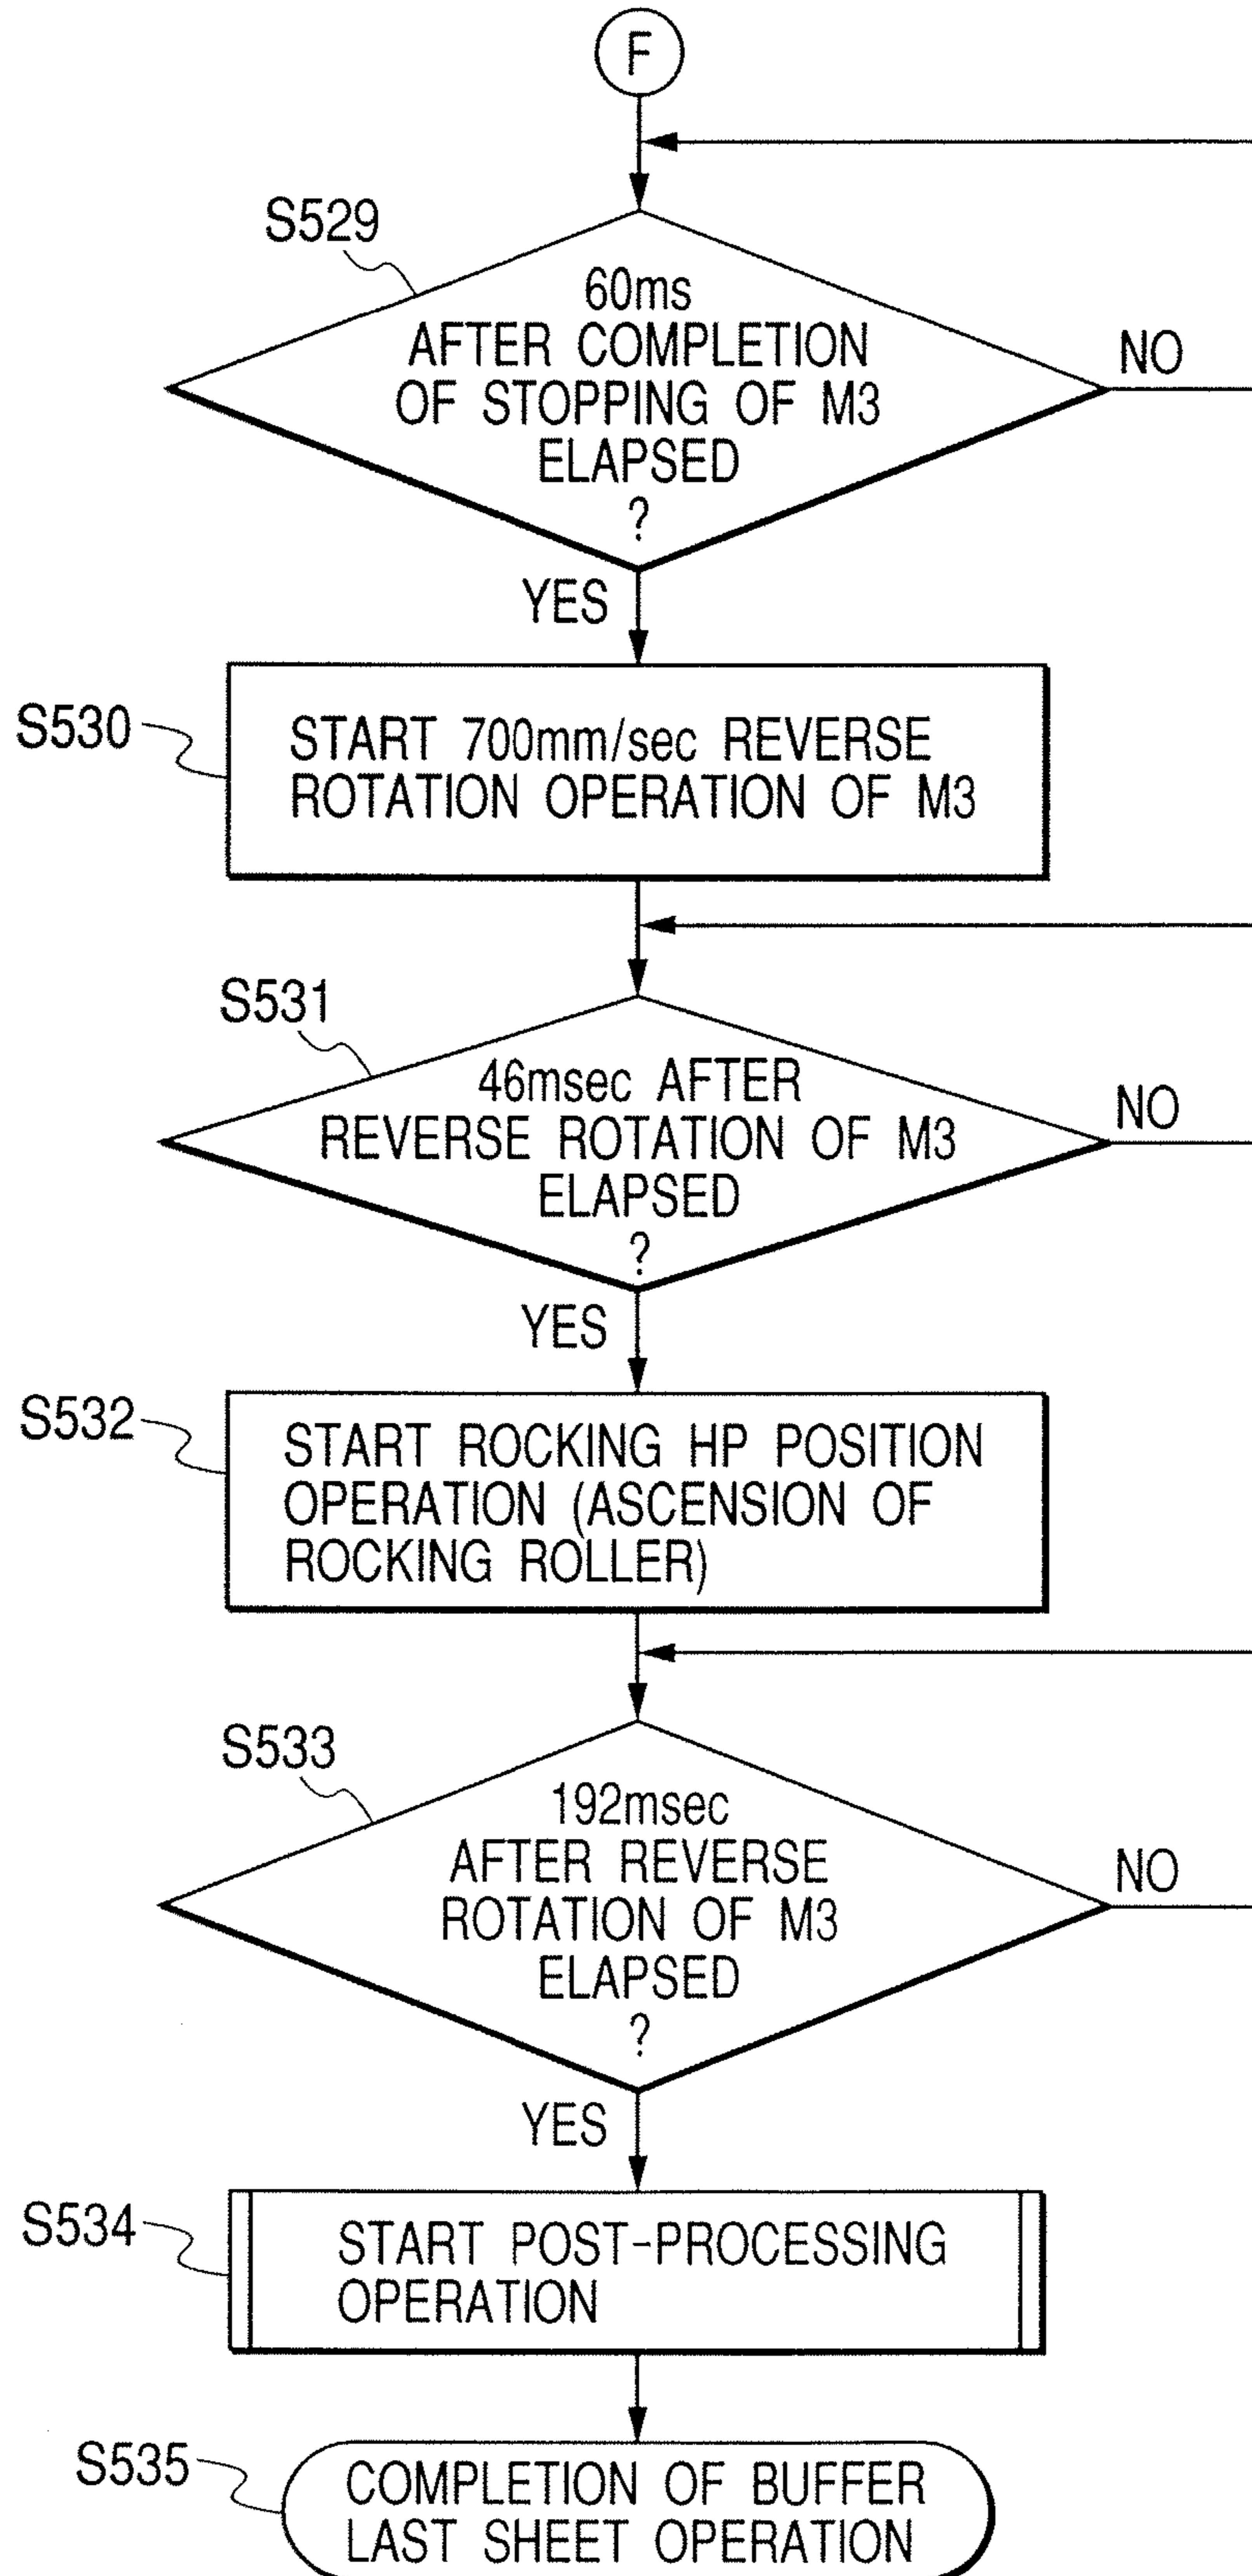 F
S529
60ms
AFTER COMPLETION
OF STOPPING OF M3
ELAPSED
?
NO
YES
S530
START 700mm/sec REVERSE
ROTATION OPERATION OF M3
S531
46msec AFTER
REVERSE ROTATION OF M3
ELAPSED
?
NO
YES
S532
START ROCKING HP POSITION
OPERATION (ASCENSION OF
ROCKING ROLLER)
S533
192msec
AFTER REVERSE
ROTATION OF M3
ELAPSED
?
NO
YES
S534
START POST-PROCESSING
OPERATION
S535
COMPLETION OF BUFFER
LAST SHEET OPERATION